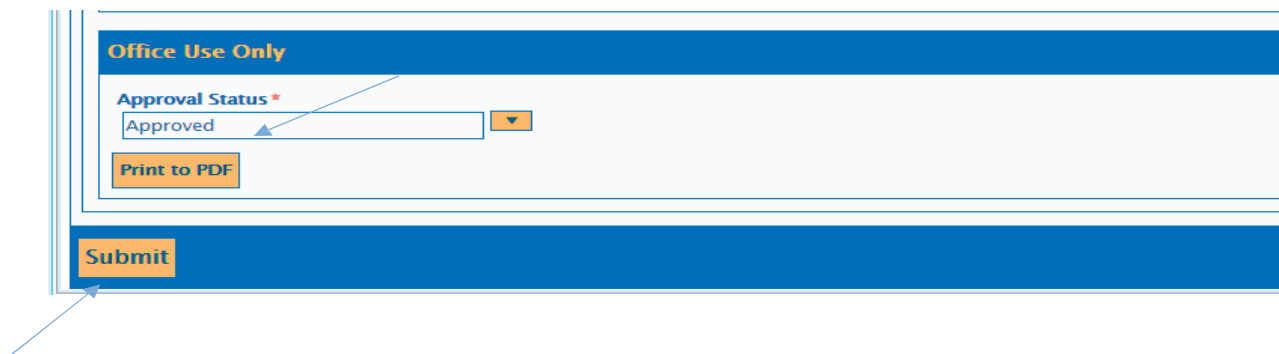 Office Use Only
Approval Status *
Approved
Print to PDF
Submit